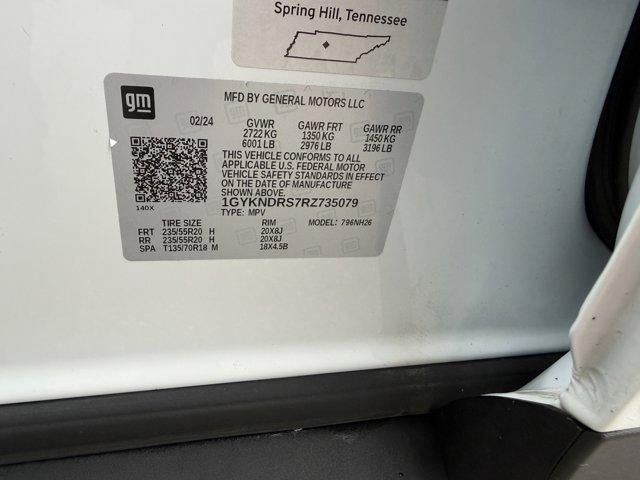 Spring Hill, Tennessee
gm
MFD BY GENERAL MOTORS LLC
02/24 GVWR GAWR FRT GAWR RR
2722 KG 1350 KG 1450 KG
6001 LB 2976 LB 3196 LB
THIS VEHICLE CONFORMS TO ALL
APPLICABLE U.S. FEDERAL MOTOR
VEHICLE SAFETY STANDARDS IN EFFECT
ON THE DATE OF MANUFACTURE
SHOWN ABOVE.
140X 1GYKNDRS7RZ735079
TYPE: MPV MODEL: 796NH26
TIRE SIZE RIM
FRT 235/55R20 H 20X8J
RR 235/55R20 H 20X8J
SPA T135/70R18 M 18X4.5B